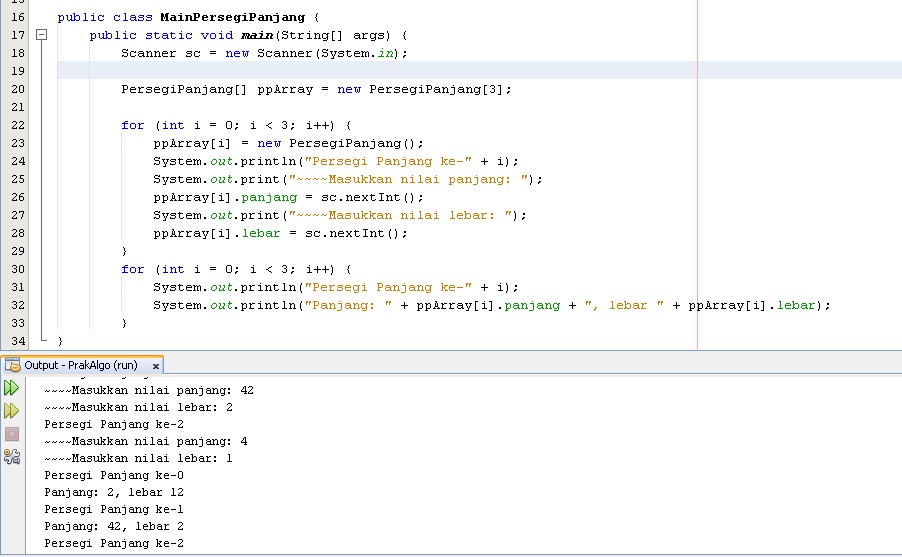 16 public class MainPersegiPanjang {
17 public static void main(String[] args) {
18 Scanner sc = new Scanner(System.in);
19
20 PersegiPanjang[] ppArray = new PersegiPanjang[3];
21
22 for (int i = 0; i < 3; i++) {
23 ppArray[i] = new PersegiPanjang();
24 System.out.println("Persegi Panjang ke-" + i);
25 System.out.print("~~~~Masukkan nilai panjang: ");
26 ppArray[i].panjang = sc.nextInt();
27 System.out.print("~~~~Masukkan nilai lebar: ");
28 ppArray[i].lebar = sc.nextInt();
29 }
30 for (int i = 0; i < 3; i++) {
31 System.out.println("Persegi Panjang ke-" + i);
32 System.out.println("Panjang: " + ppArray[i].panjang + ", lebar " + ppArray[i].lebar);
33 }
34 }
Output - PrakAlgo (run) x
~~~~Masukkan nilai panjang: 42
~~~~Masukkan nilai lebar: 2
Persegi Panjang ke-2
~~~~Masukkan nilai panjang: 4
~~~~Masukkan nilai lebar: 1
Persegi Panjang ke-0
Panjang: 2, lebar 12
Persegi Panjang ke-1
Panjang: 42, lebar 2
Persegi Panjang ke-2